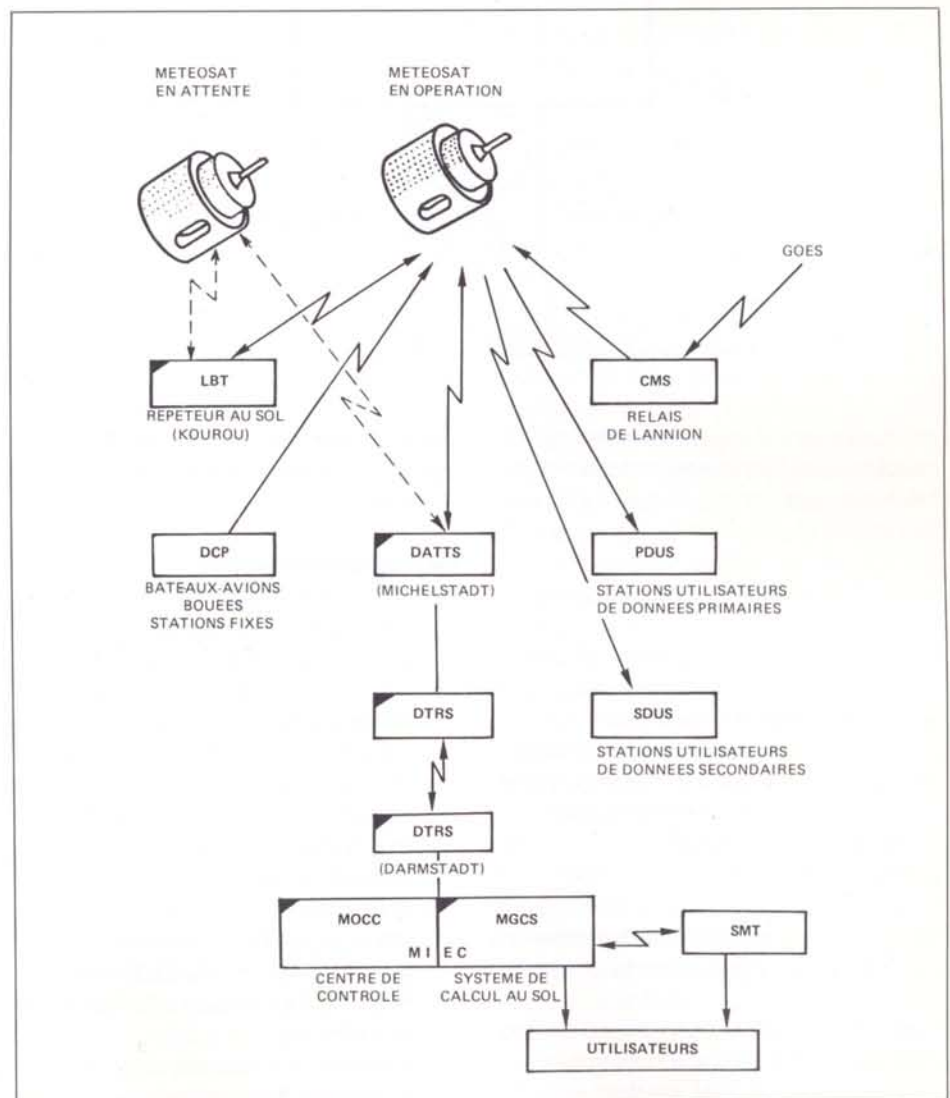 METEOSAT
EN ATTENTE
METEOSAT
EN OPERATION
GOES
LBT
REPETEUR AU SOL
(KOUROU)
CMS
RELAIS
DE LANNION
DCP
BATEAUX-AVIONS
BOUEES
STATIONS FIXES
DATTS
(MICHELSTADT)
PDUS
STATIONS UTILISATEURS
DE DONNEES PRIMAIRES
DTRS
SDUS
STATIONS UTILISATEURS
DE DONNEES SECONDAIRES
DTRS
(DARMSTADT)
MOCC
MGCS
M I E C
CENTRE DE
CONTROLE
SYSTEME DE
CALCUL AU SOL
SMT
UTILISATEURS